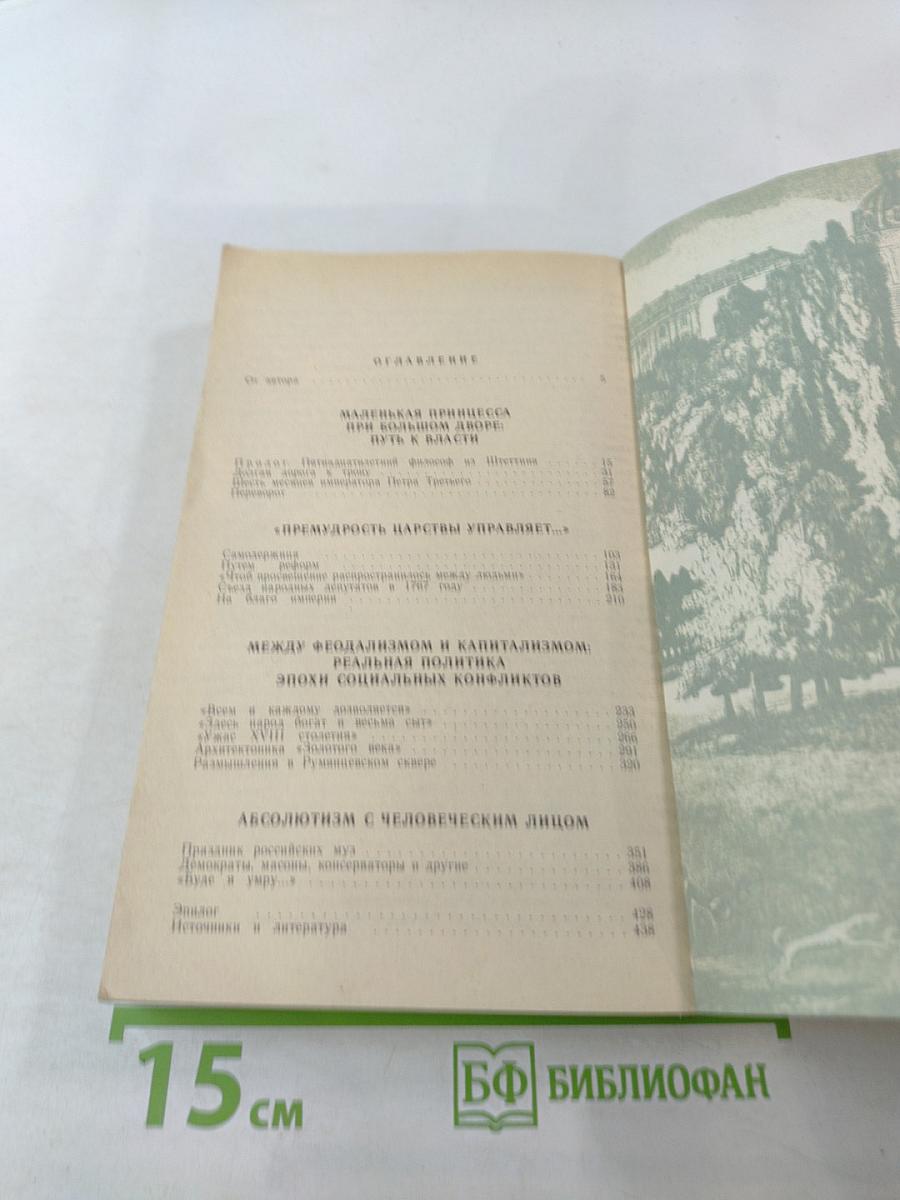 ОГЛАВЛЕНИЕ
От автора . . . . . . . . . . 5
МАЛЕНЬКАЯ ПРИНЦЕССА
ПРИ БОЛЬШОМ ДВОРЕ:
ПУТЬ К ВЛАСТИ
Пролог. Пятнадцатилетний философ из Штеттина . . . . . 15
Долгая дорога к трону . . . . . . . . . . 31
Шесть месяцев императора Петра Третьего . . . . . . . . . . 57
Переворот . . . . . . . . . . 82
«ПРЕМУДРОСТЬ ЦАРСТВЫ УПРАВЛЯЕТ...»
Самодержица . . . . . . . . . . 103
Путем реформ . . . . . . . . . . 131
«Чтоб просвещение распространилось между людьми» . . . . . . . . . . 164
Съезд народных депутатов в 1767 году . . . . . . . . . . 183
На благо империи . . . . . . . . . . 210
МЕЖДУ ФЕОДАЛИЗМОМ И КАПИТАЛИЗМОМ:
РЕАЛЬНАЯ ПОЛИТИКА
ЭПОХИ СОЦИАЛЬНЫХ КОНФЛИКТОВ
«Всем и каждому дозволяется» . . . . . . . . . . 233
«Здесь народ богат и весьма сыт» . . . . . . . . . . 250
«Ужас XVIII столетия» . . . . . . . . . . 266
Архитектоника «Золотого века» . . . . . . . . . . 291
Размышления в Румянцевском сквере . . . . . . . . . . 320
АБСОЛЮТИЗМ С ЧЕЛОВЕЧЕСКИМ ЛИЦОМ
Праздник российских муз . . . . . . . . . . 351
Демократы, масоны, консерваторы и другие . . . . . . . . . . 386
«Буде я умру...» . . . . . . . . . . 408
Эпилог . . . . . . . . . . 428
Источники и литература . . . . . . . . . . 438
15 см
БФ БИБЛИОФАН